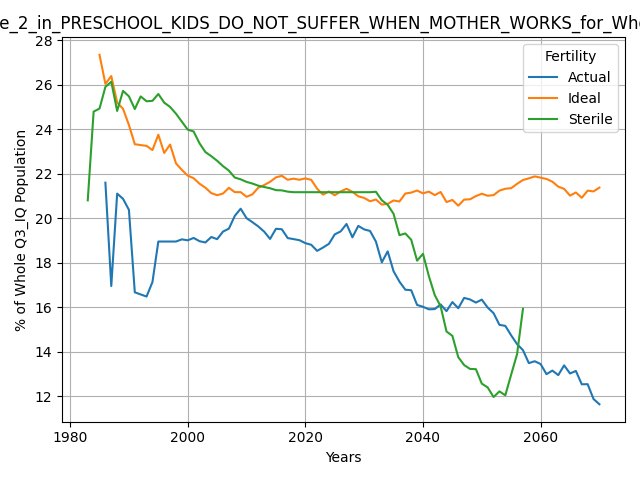 e_2_in_PRESCHOOL_KIDS_DO_NOT_SUFFER_WHEN_MOTHER_WORKS_for_Who
Fertility
Actual
Ideal
Sterile
% of Whole Q3_IQ Population
28
26
24
22
20
18
16
14
12
1980
2000
2020
2040
2060
Years